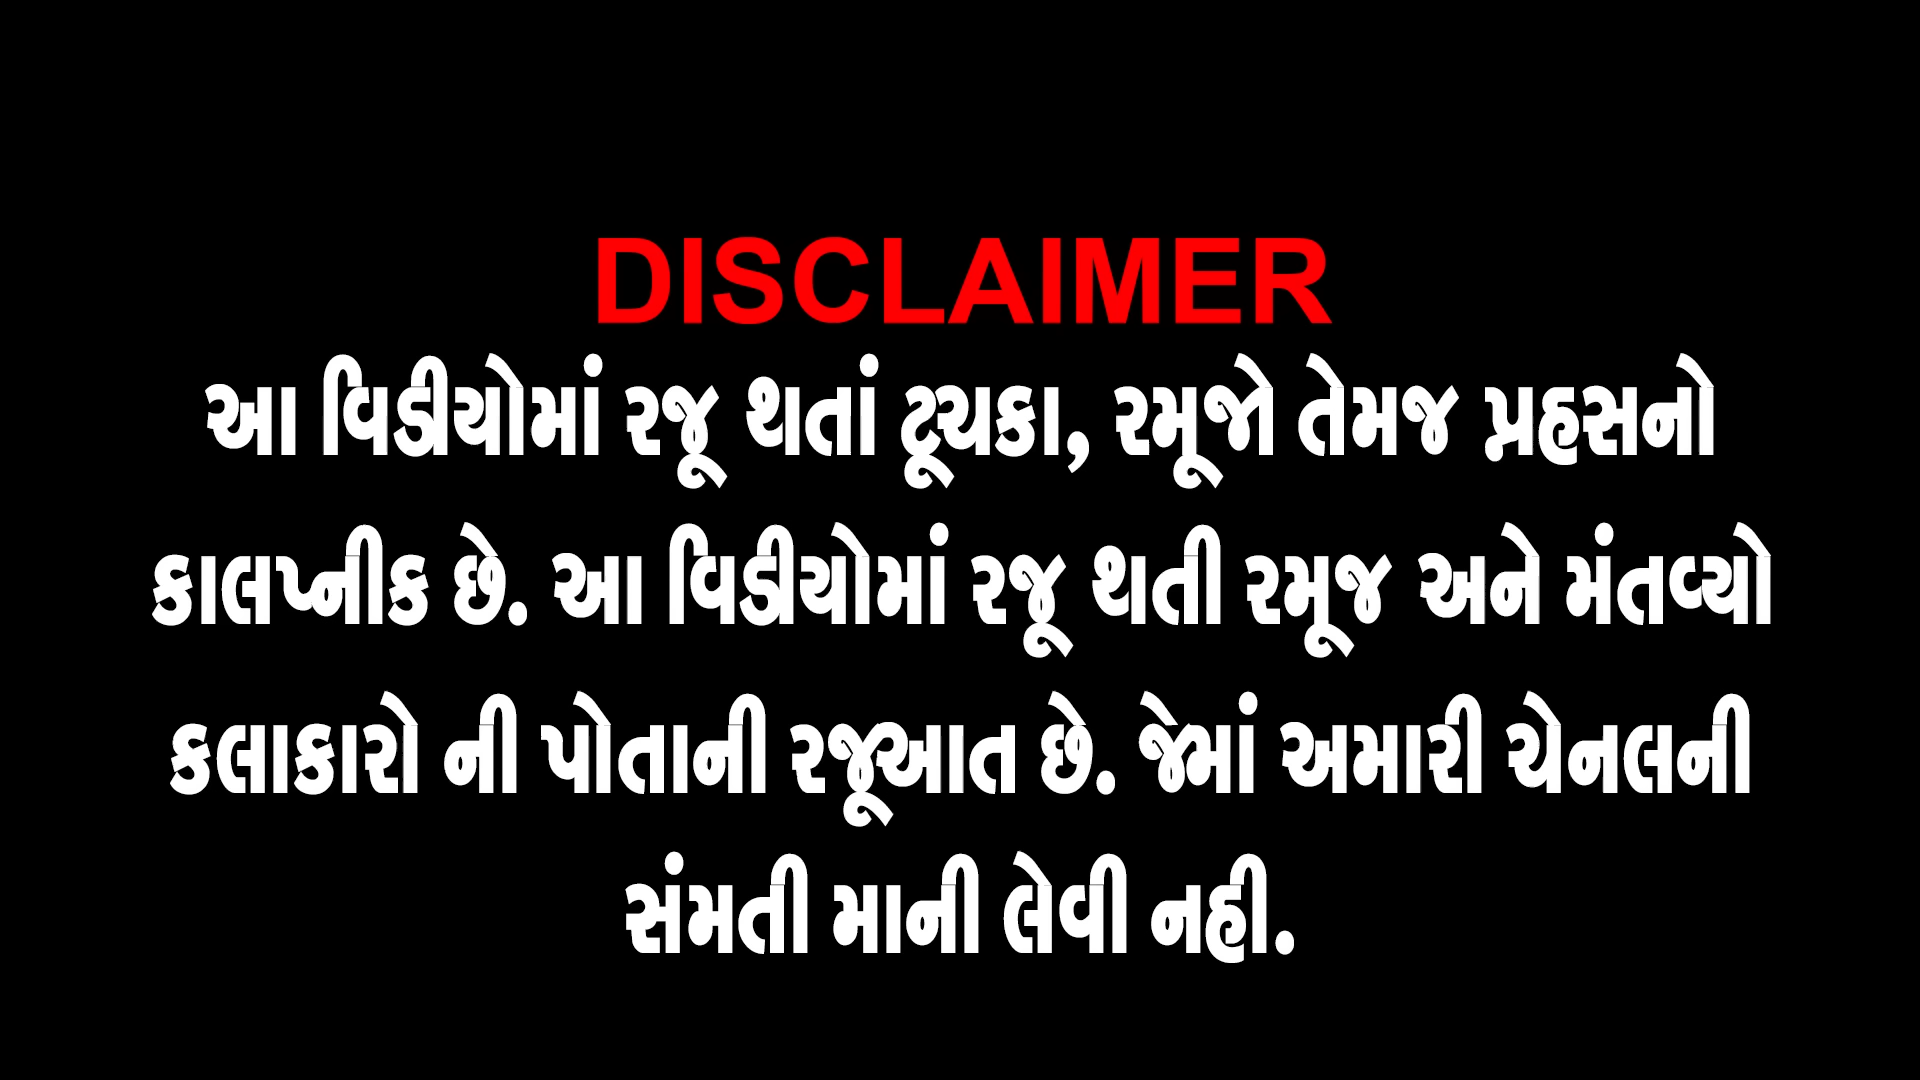 DISCLAIMER
આ વિડીયોમાં રજૂ થતાં ટૂચકા, રમૂજો તેમજ પ્રહસનો
કાલપ્નીક છે. આ વિડીયોમાં રજૂ થતી રમૂજ અને મંતવ્યો
કલાકારો ની પોતાની રજૂઆત છે. જેમાં અમારી ચેનલની
સંમતી માની લેવી નહી.